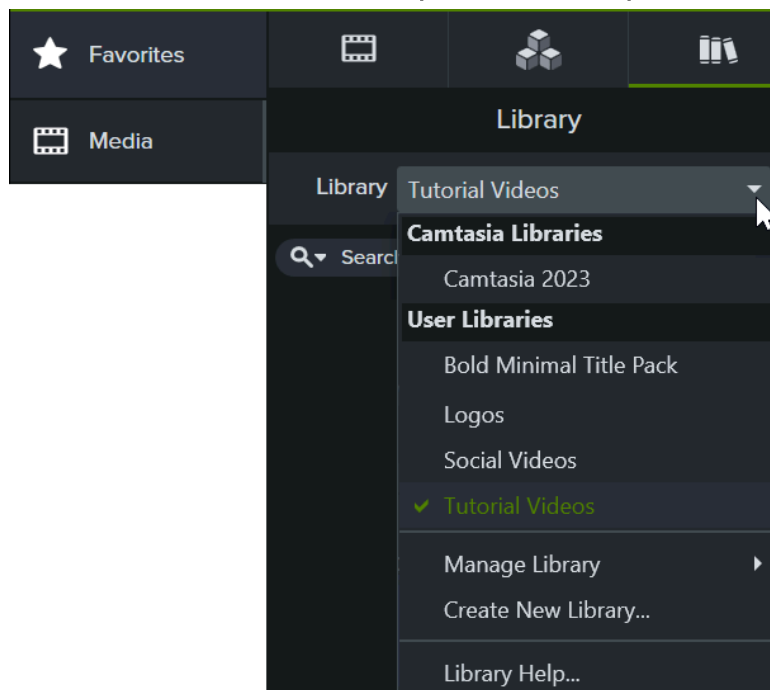 Favorites
Media
Library
Library Tutorial Videos
Camtasia Libraries
Camtasia 2023
User Libraries
Bold Minimal Title Pack
Logos
Social Videos
Tutorial Videos
Manage Library
Create New Library...
Library Help...